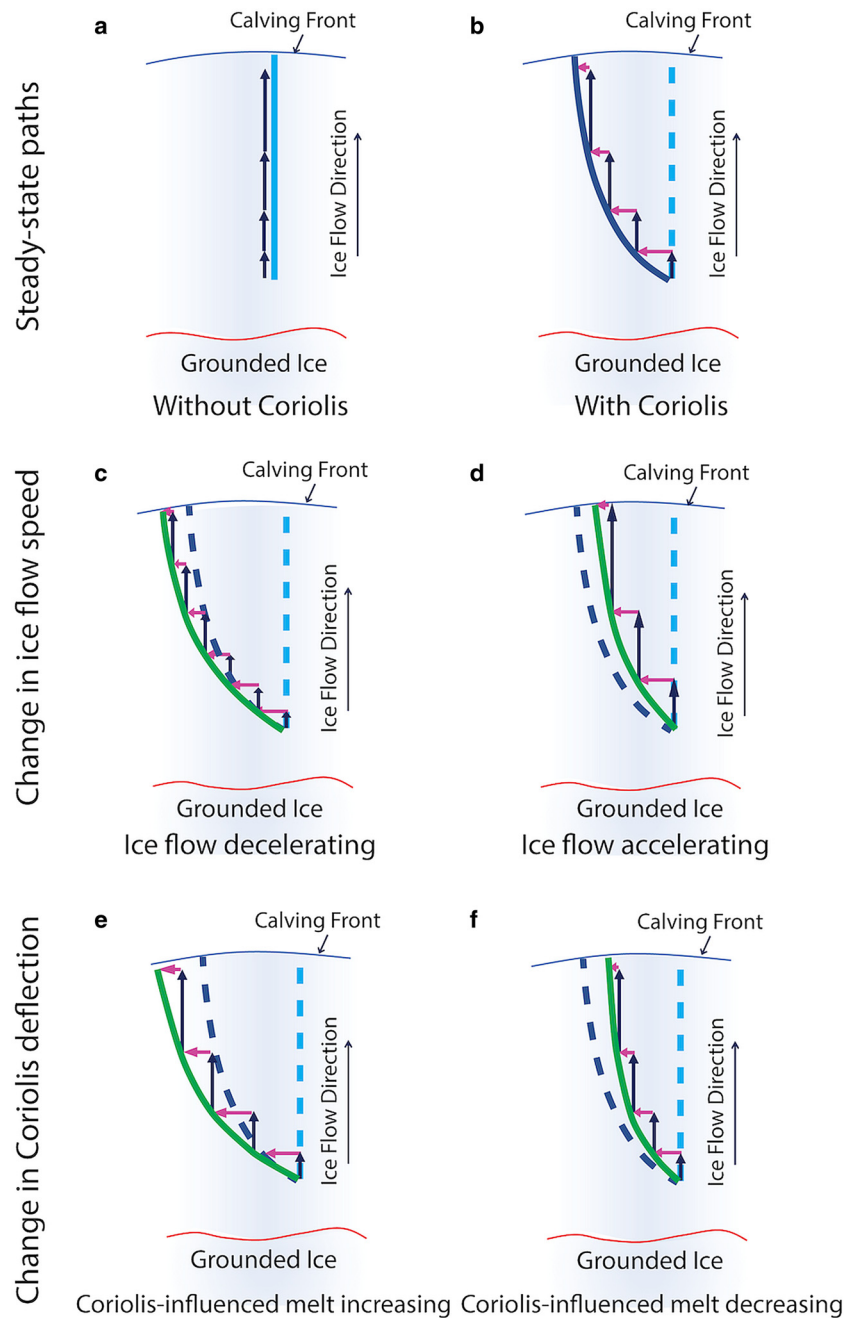 a
Calving Front
b
Calving Front
Steady-state paths
Ice Flow Direction
Ice Flow Direction
Grounded Ice
Grounded Ice
Without Coriolis
With Coriolis
c
Calving Front
d
Calving Front
Change in ice flow speed
Ice Flow Direction
Ice Flow Direction
Grounded Ice
Grounded Ice
Ice flow decelerating
Ice flow accelerating
e
Calving Front
f
Calving Front
Change in Coriolis deflection
Ice Flow Direction
Ice Flow Direction
Grounded Ice
Grounded Ice
Coriolis-influenced melt increasing
Coriolis-influenced melt decreasing